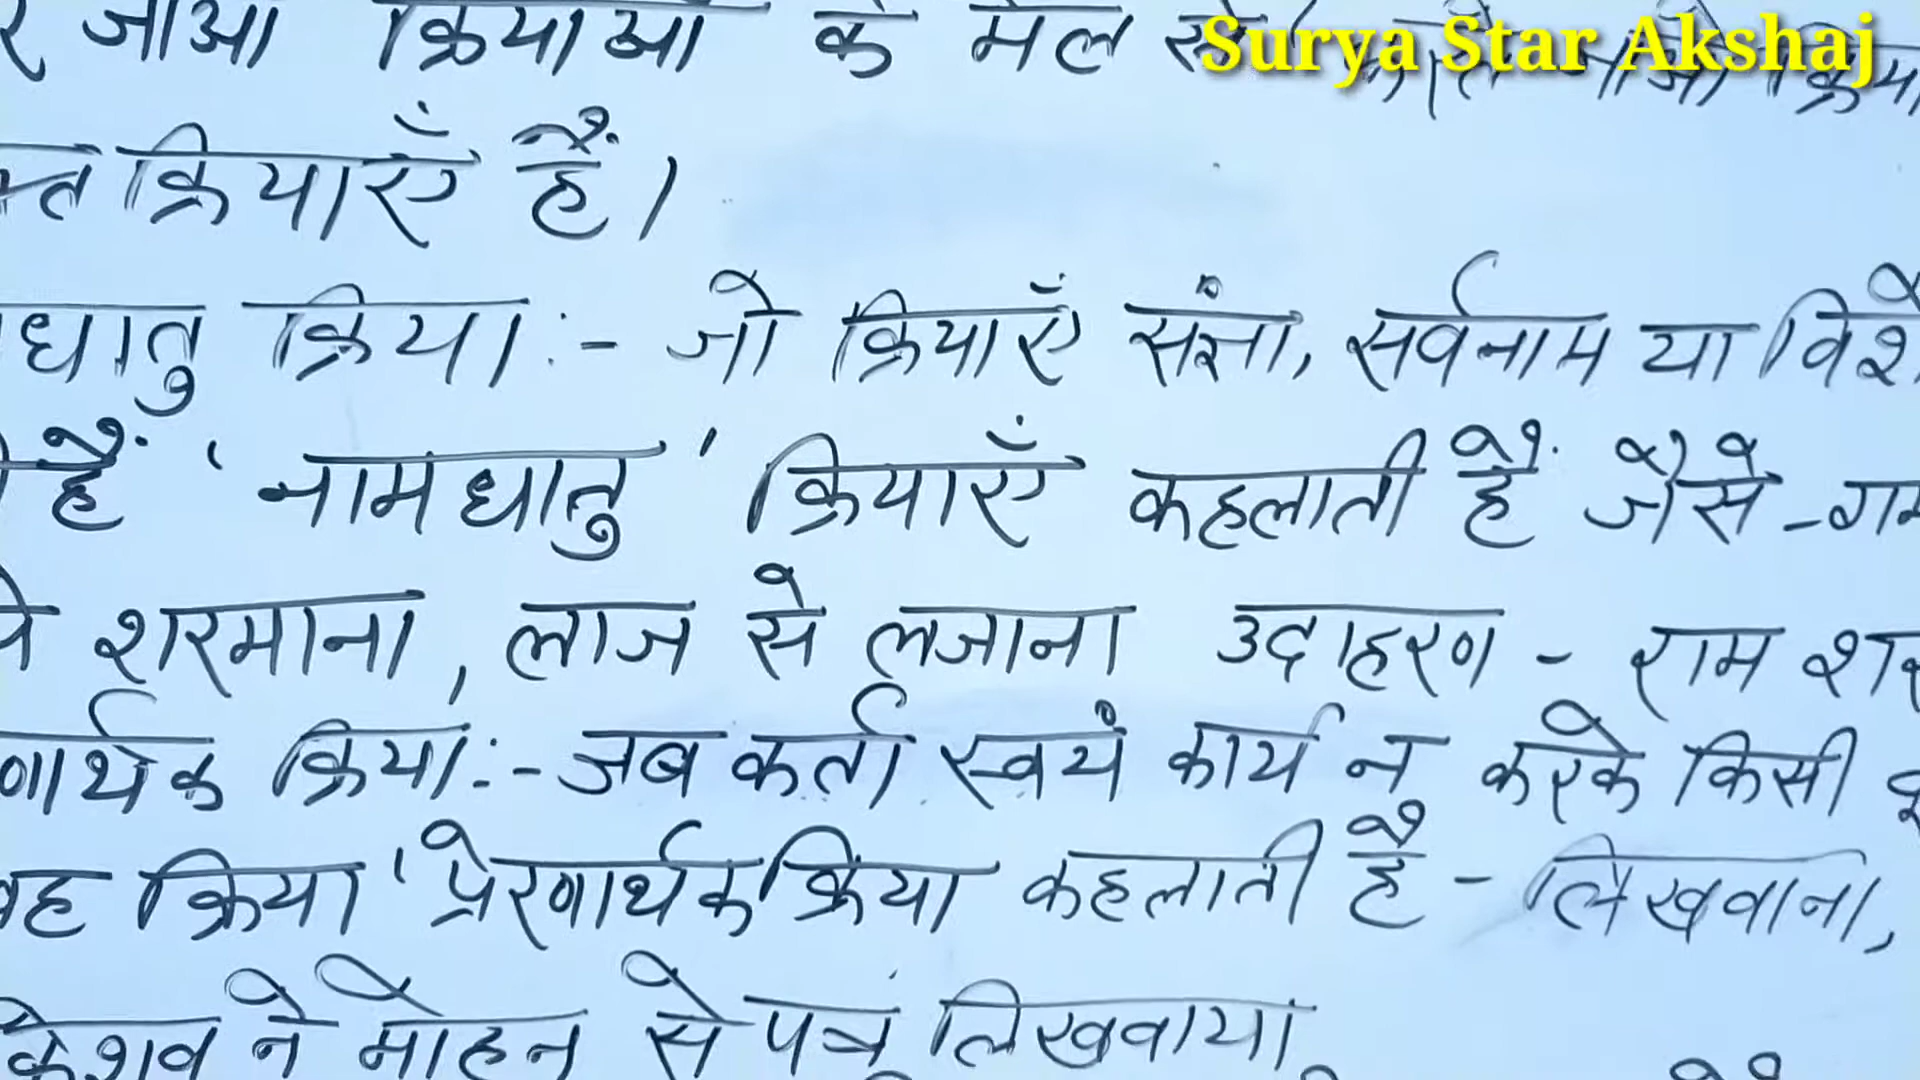 जाओ क्रियाओं के मेल से
Surya Star Akshaj
क्रियाएँ हैं।
धातु क्रिया:- जो क्रियाएँ संज्ञा, सर्वनाम या विशे
हैं 'नामधातु' क्रियाएँ कहलाती हैं जैसे -
शरमाना, लाज से लजाना उदाहरण - राम शर
णार्थक क्रिया:- जब कर्ता स्वयं कार्य न करके किसी
वह क्रिया 'प्रेरणार्थक क्रिया कहलाती है - लिखवाना,
केशव ने मोहन से पत्र लिखवाया